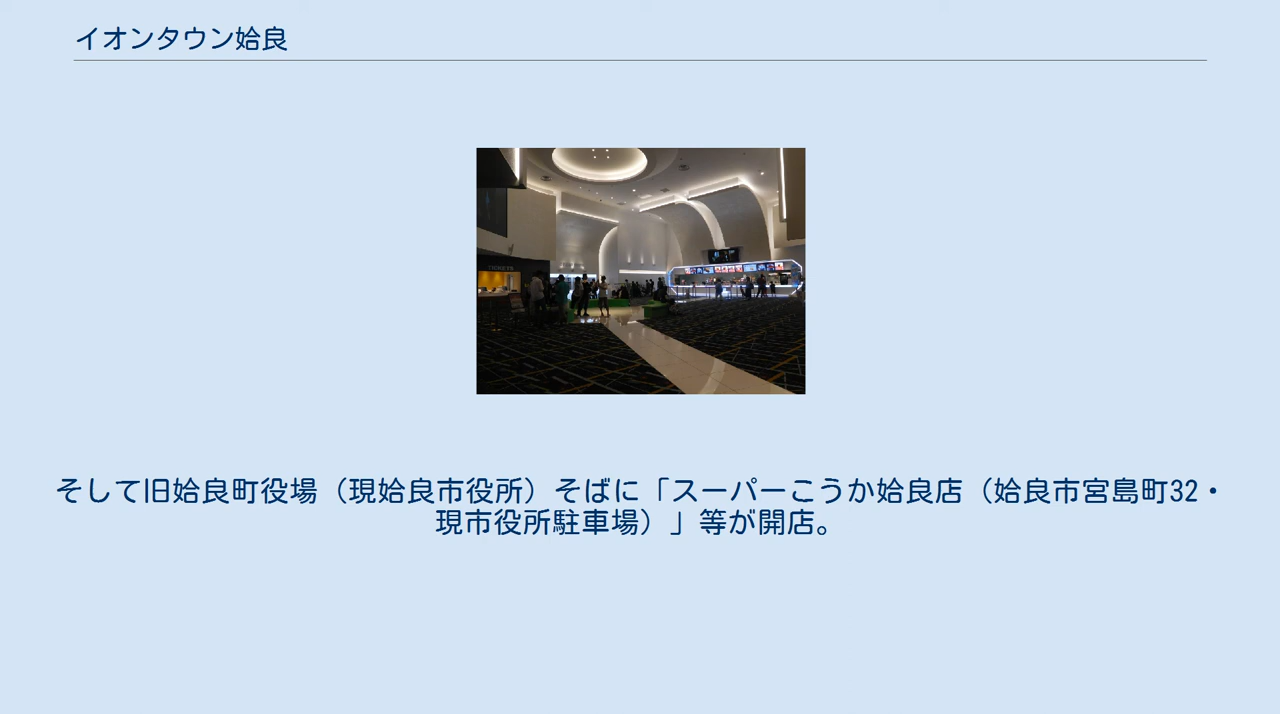 イオンタウン姶良
TICKETS
そして旧姶良町役場（現姶良市役所）そばに「スーパーこうか姶良店（姶良市宮島町32・
現市役所駐車場）」等が開店。